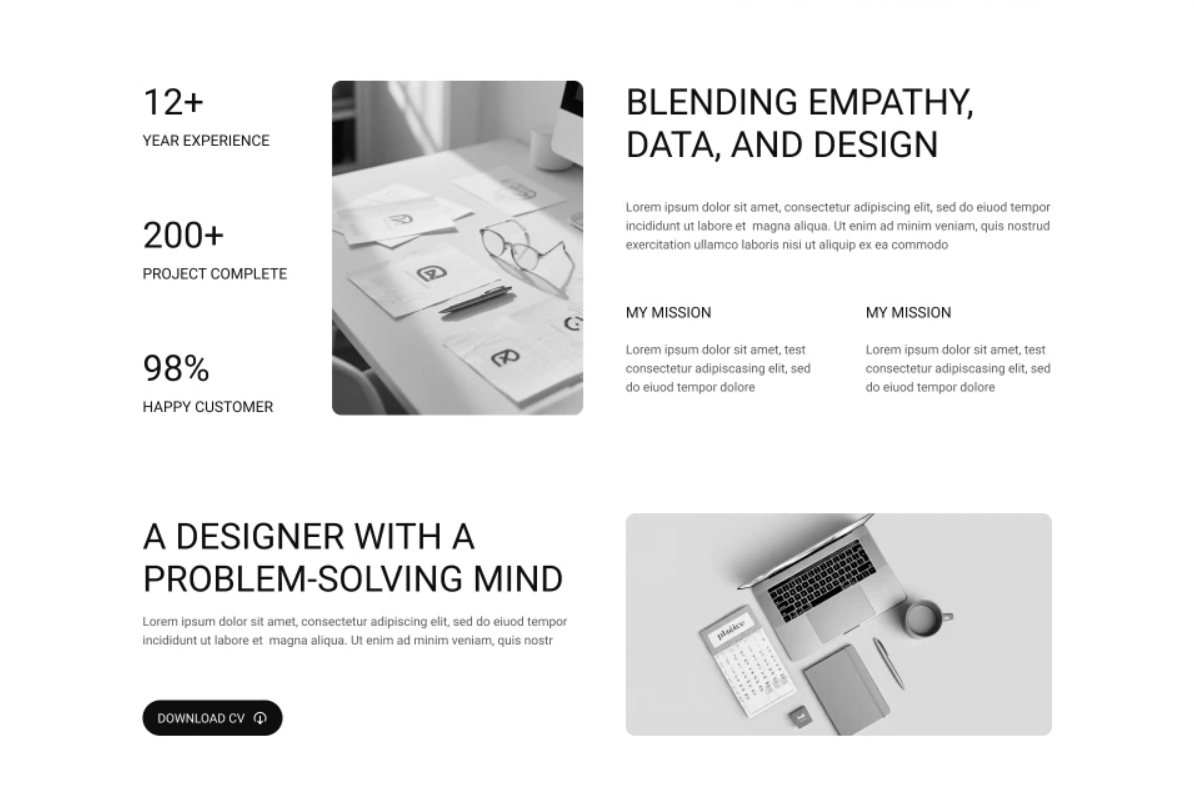 12+
YEAR EXPERIENCE
200+
PROJECT COMPLETE
98%
HAPPY CUSTOMER
BLENDING EMPATHY,
DATA, AND DESIGN
Lorem ipsum dolor sit amet, consectetur adipiscing elit, sed do eiuod tempor
incididunt ut labore et  magna aliqua. Ut enim ad minim veniam, quis nostrud
exercitation ullamco laboris nisi ut aliquip ex ea commodo
MY MISSION
Lorem ipsum dolor sit amet, test
consectetur adipiscasing elit, sed
do eiuod tempor dolore
MY MISSION
Lorem ipsum dolor sit amet, test
consectetur adipiscasing elit, sed
do eiuod tempor dolore
A DESIGNER WITH A
PROBLEM-SOLVING MIND
Lorem ipsum dolor sit amet, consectetur adipiscing elit, sed do eiuod tempor
incididunt ut labore et  magna aliqua. Ut enim ad minim veniam, quis nostr
DOWNLOAD CV